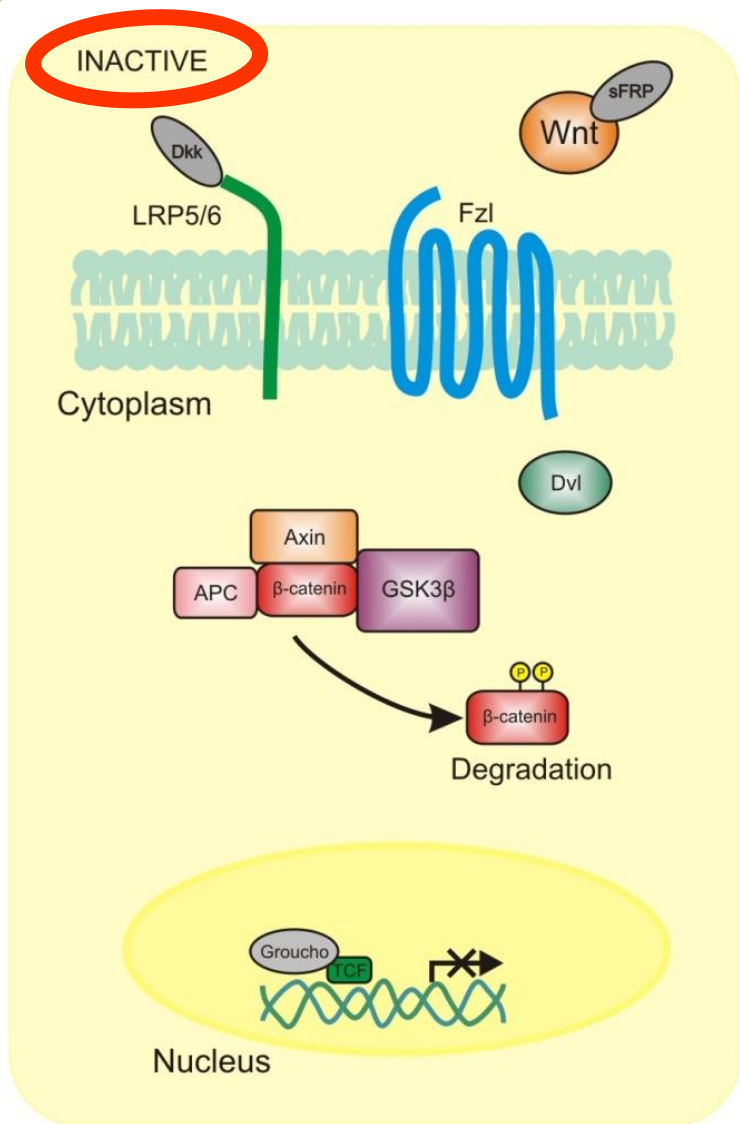 INACTIVE
sFRP
Wnt
Dkk
LRP5/6
Fzl
Cytoplasm
Dvl
Axin
APC
β-catenin
GSK3β
P
P
β-catenin
Degradation
Groucho
TCF
Nucleus